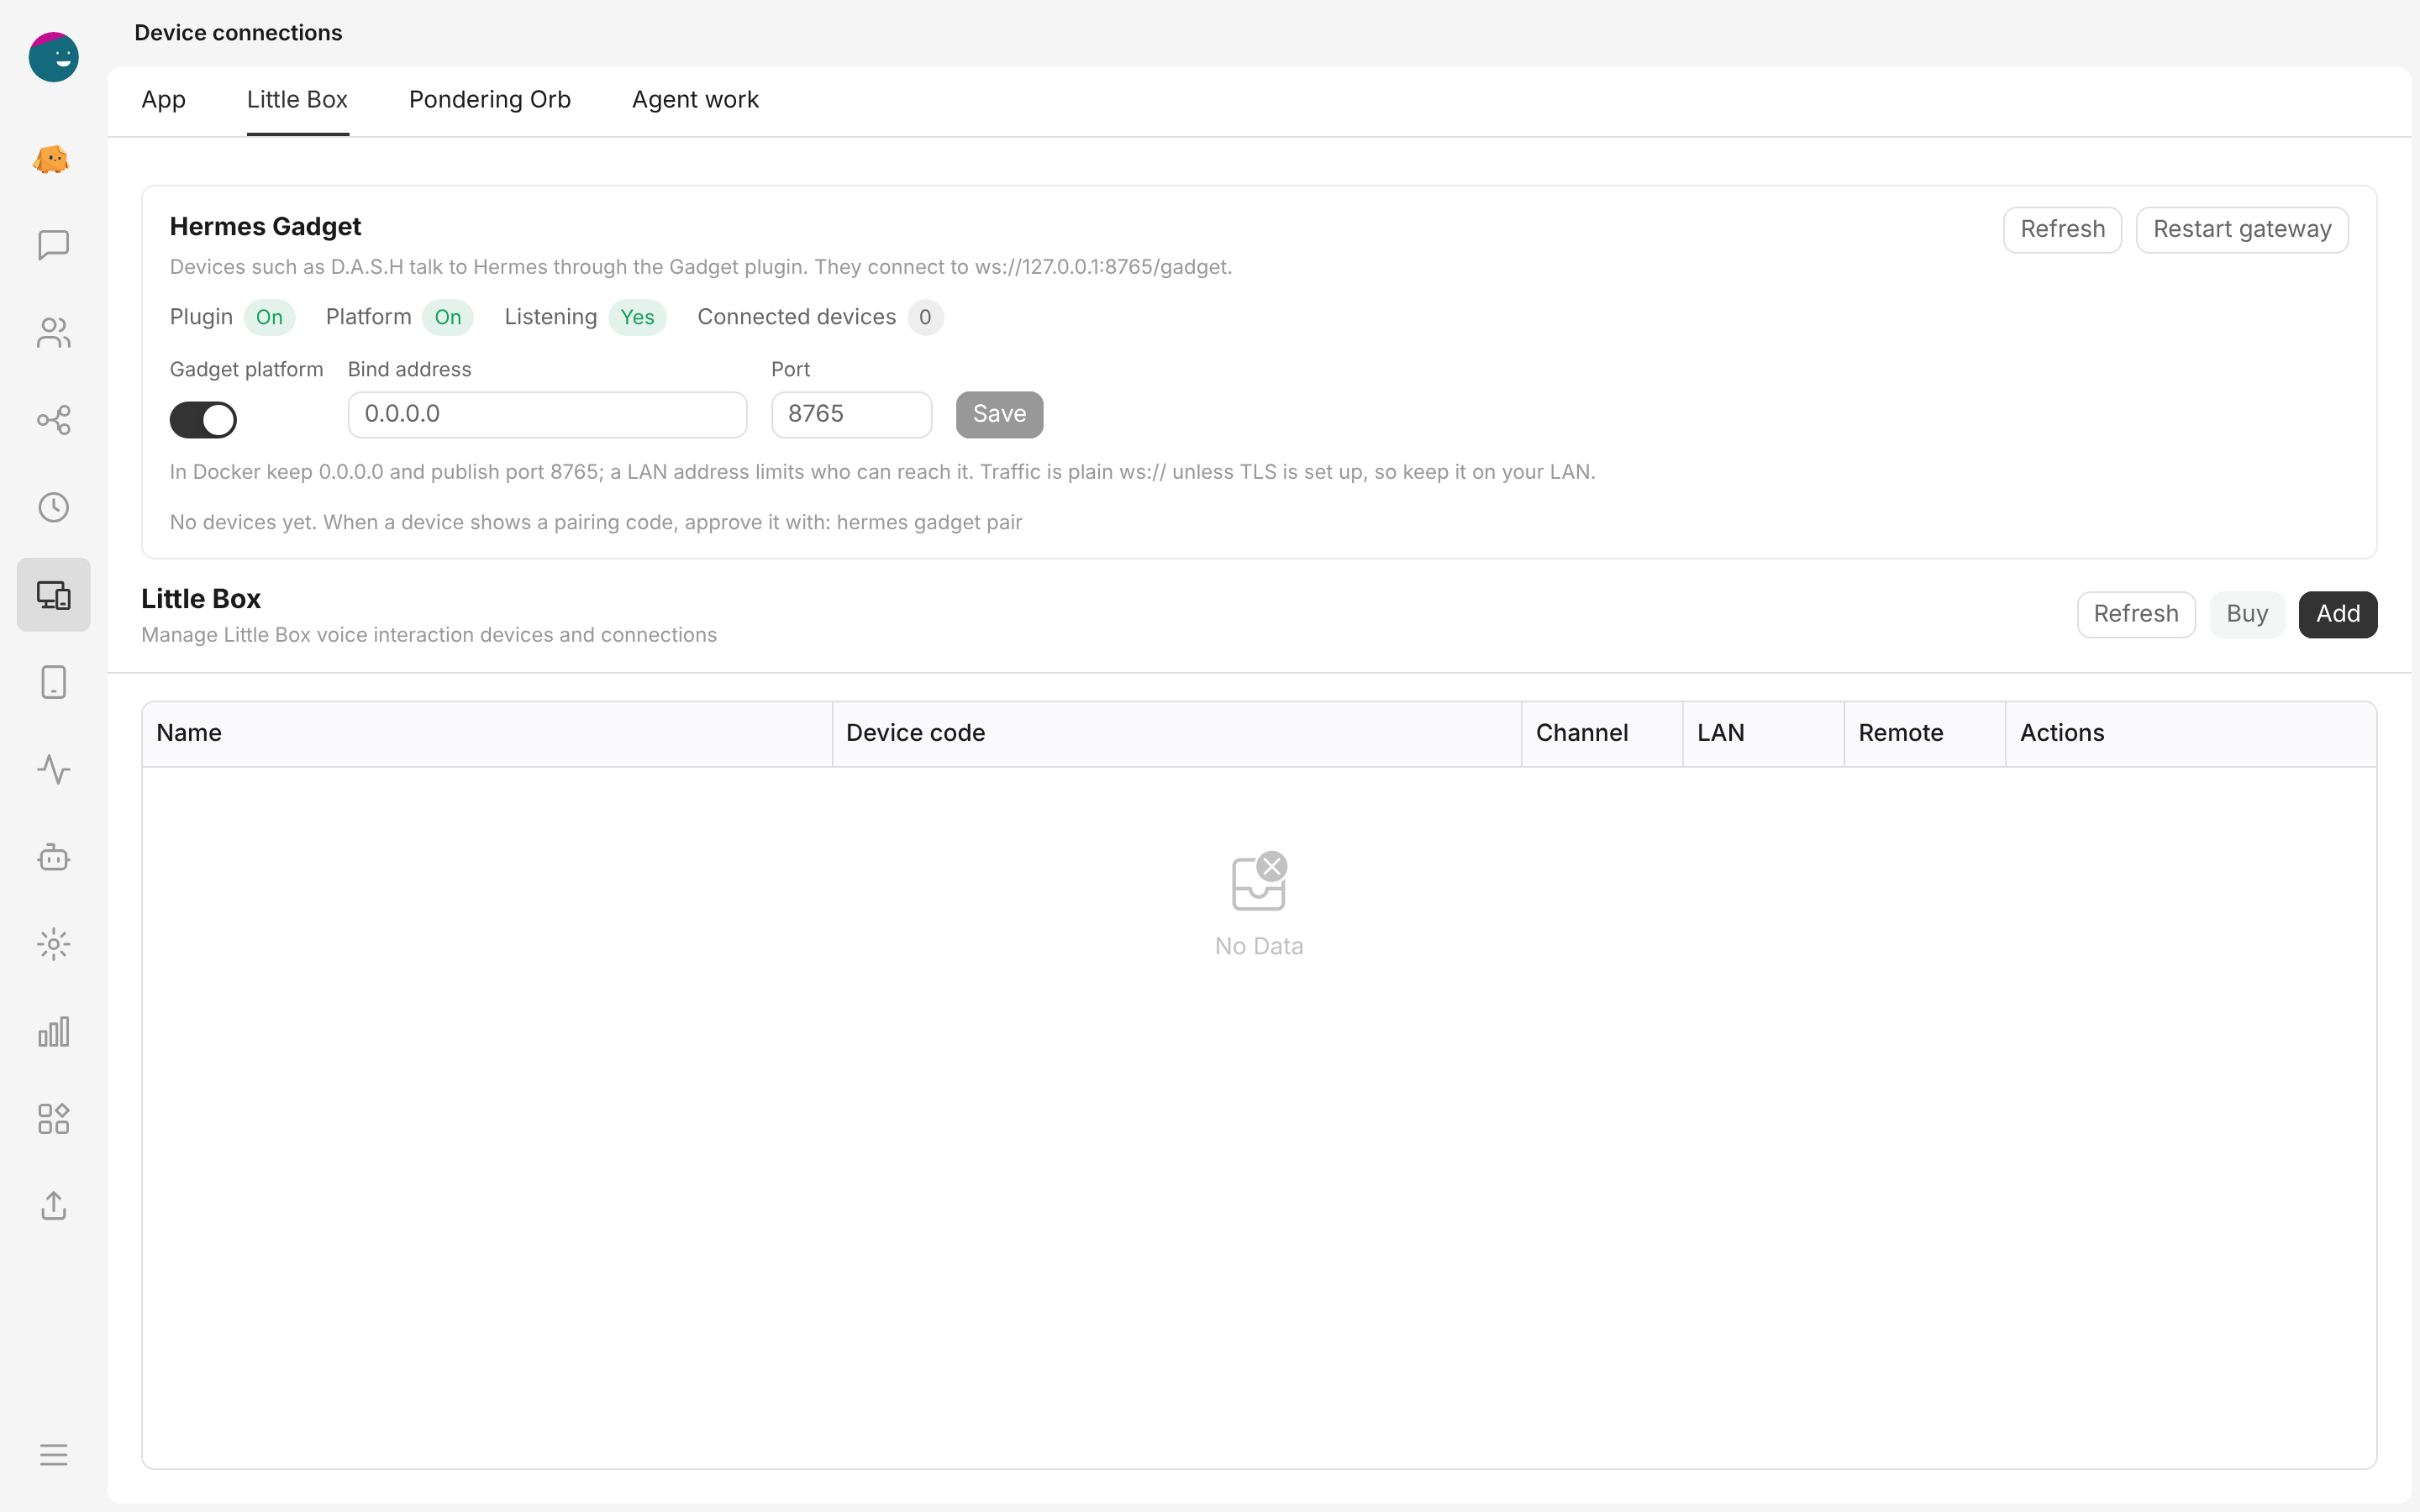 Device connections
App
Little Box
Pondering Orb
Agent work
Hermes Gadget
Refresh
Restart gateway
Devices such as D.A.S.H talk to Hermes through the Gadget plugin. They connect to ws://127.0.0.1:8765/gadget.
Plugin On
Platform On
Listening Yes
Connected devices 0
Gadget platform
Bind address
Port
0.0.0.0
8765
Save
In Docker keep 0.0.0.0 and publish port 8765; a LAN address limits who can reach it. Traffic is plain ws:// unless TLS is set up, so keep it on your LAN.
No devices yet. When a device shows a pairing code, approve it with: hermes gadget pair
Little Box
Manage Little Box voice interaction devices and connections
Refresh
Buy
Add
Name
Device code
Channel
LAN
Remote
Actions
No Data